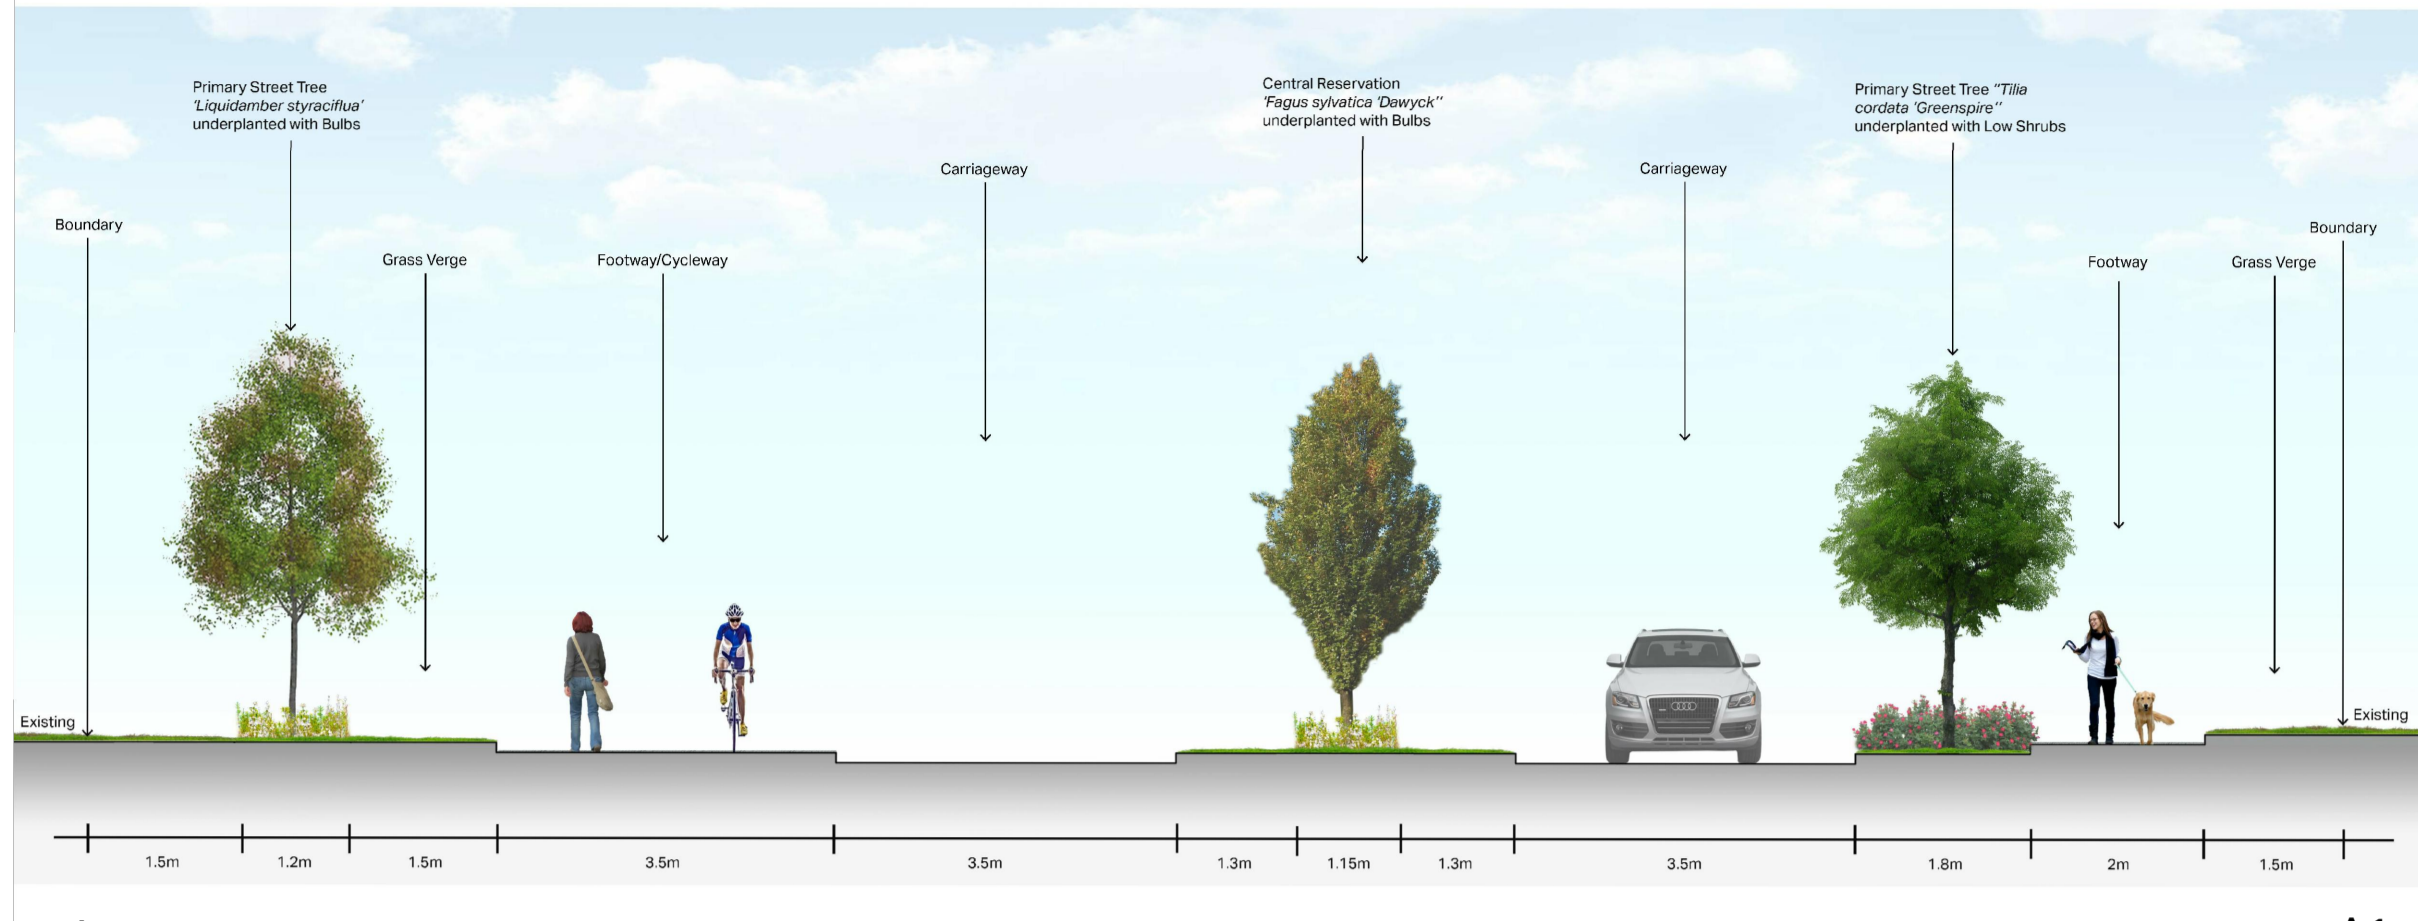 Primary Street Tree
'Liquidamber styraciflua'
underplanted with Bulbs
Central Reservation
'Fagus sylvatica 'Dawyck''
underplanted with Bulbs
Primary Street Tree ''Tilia
cordata 'Greenspire''
underplanted with Low Shrubs
Carriageway
Carriageway
Boundary
Boundary
Grass Verge
Footway/Cycleway
Footway
Grass Verge
Existing
Existing
1.5m
1.2m
1.5m
3.5m
3.5m
1.3m
1.15m
1.3m
3.5m
1.8m
2m
1.5m